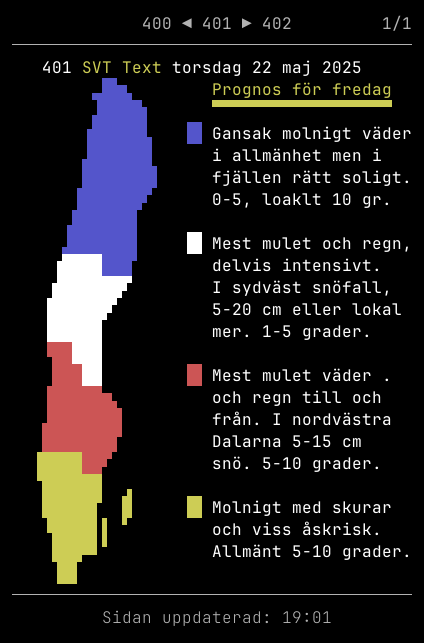 400 ◄ 401 ► 402 1/1
401 SVT Text torsdag 22 maj 2025
Prognos för fredag
Gansak molnigt väder
i allmänhet men i
fjällen rätt soligt.
0-5, loaklt 10 gr.
Mest mulet och regn,
delvis intensivt.
I sydväst snöfall,
5-20 cm eller lokal
mer. 1-5 grader.
Mest mulet väder .
och regn till och
från. I nordvästra
Dalarna 5-15 cm
snö. 5-10 grader.
Molnigt med skurar
och viss åskrisk.
Allmänt 5-10 grader.
Sidan uppdaterad: 19:01